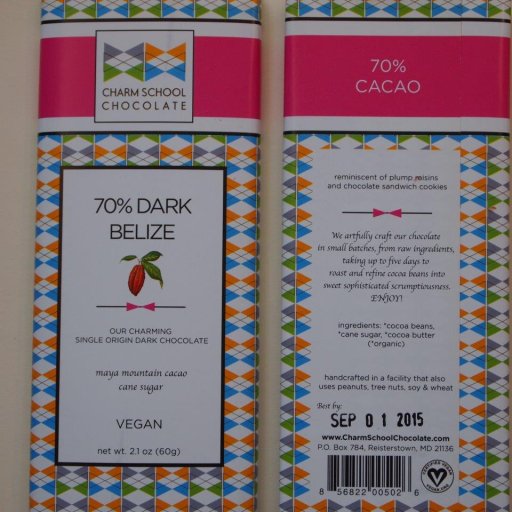 CHARM SCHOOL
CHOCOLATE
70% DARK
BELIZE
OUR CHARMING
SINGLE ORIGIN DARK CHOCOLATE
maya mountain cacao
cane sugar
VEGAN
net wt. 2.1 oz (60g)
70%
CACAO
reminiscent of plump raisins
and chocolate sandwich cookies
We artfully craft our chocolate
in small batches, from raw ingredients,
taking up to five days to
roast and refine cocoa beans into
sweet sophisticated scrumptiousness.
ENJOY!
ingredients: *cocoa beans,
*cane sugar, *cocoa butter
(*organic)
handcrafted in a facility that also
uses peanuts, tree nuts, soy & wheat
Best by:
SEP 01 2015
www.CharmSchoolChocolate.com
P.O. Box 784, Reisterstown, MD 21136
8 56822 00502 6
CERTIFIED VEGAN